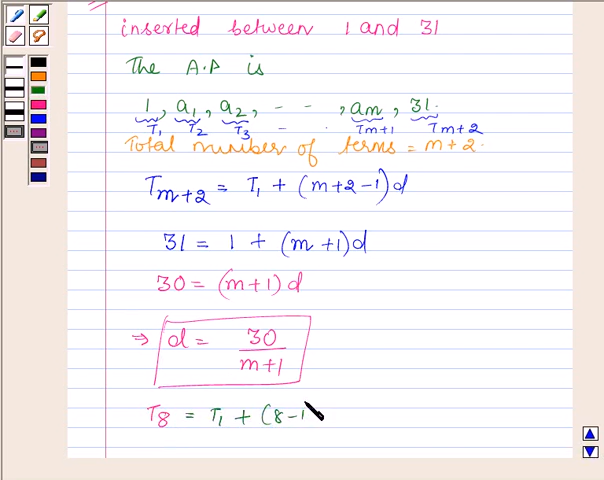 inserted between 1 and 31
The A.P is
1, a1, a2, - - , am, 31.
T1 T2 T3 - . Tm+1 Tm+2
Total number of terms = m+2.
Tm+2 = T1 + (m+2-1)d
31 = 1 + (m+1)d
30 = (m+1)d
⇒ d = 30/m+1
T8 = T1 + (8-1